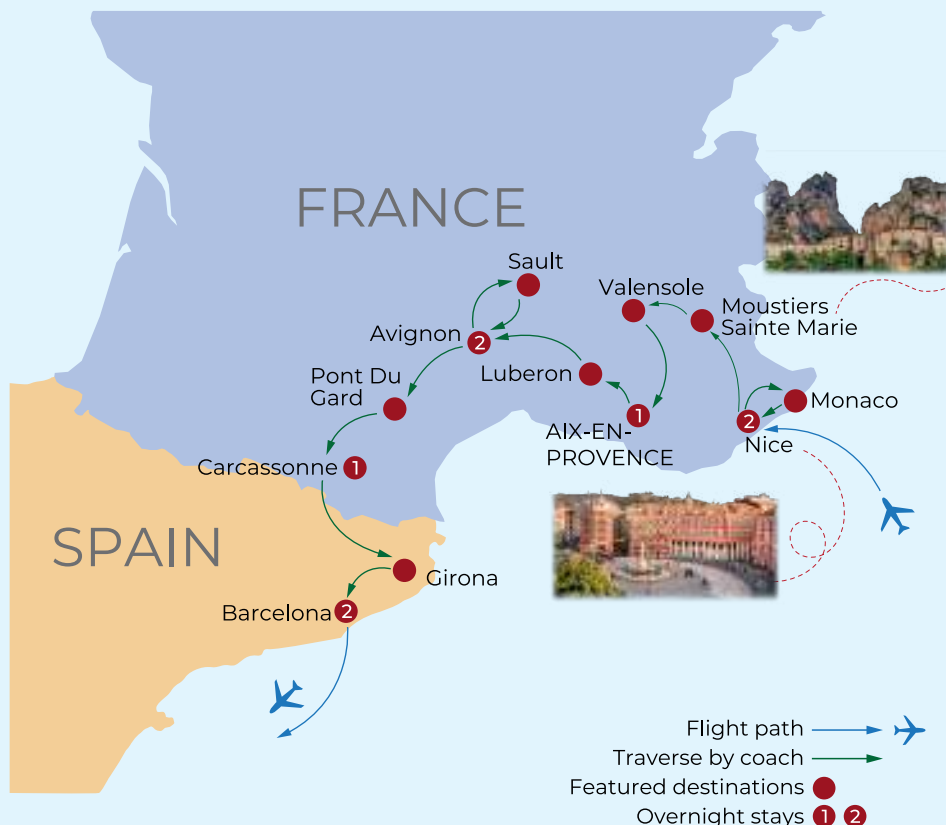 FRANCE
Sault
Valensole
Moustiers
Sainte Marie
Avignon
2
Luberon
Pont Du
Gard
Monaco
1
2
AIX-EN-
PROVENCE
Nice
Carcassonne
1
SPAIN
Girona
Barcelona
2
Flight path
Traverse by coach
Featured destinations
Overnight stays 1 2